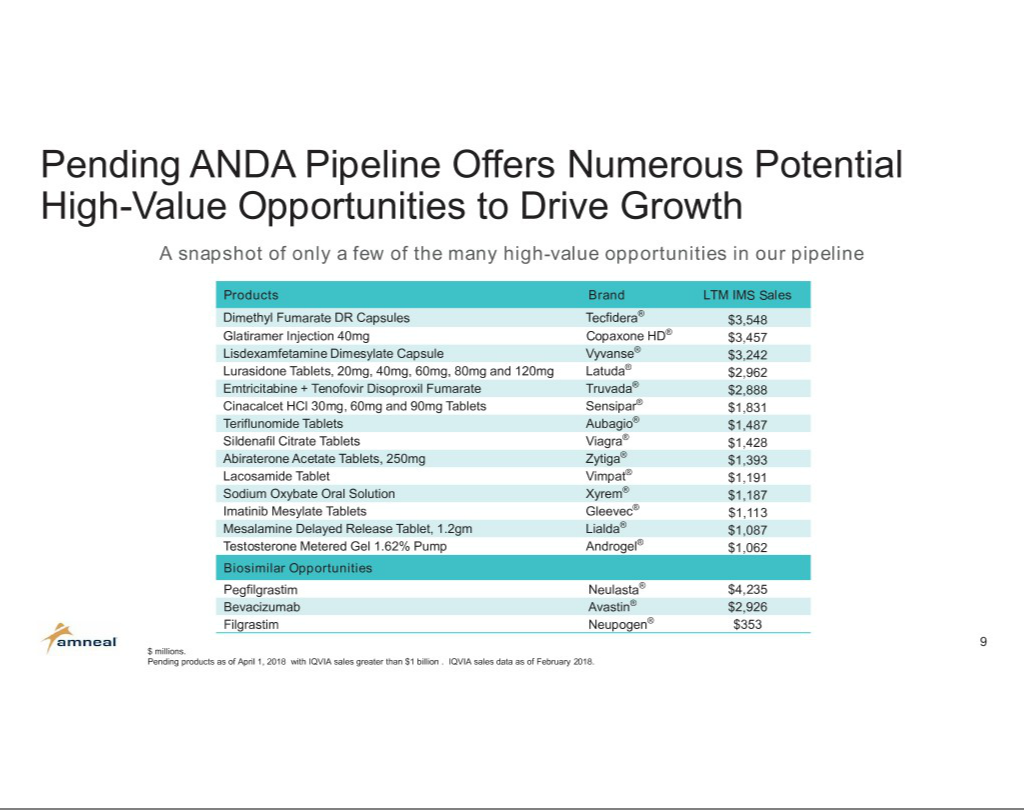 Pending ANDA Pipeline Offers Numerous Potential
High-Value Opportunities to Drive Growth
A snapshot of only a few of the many high-value opportunities in our pipeline
Products Brand LTM IMS Sales
Dimethyl Fumarate DR Capsules Tecfidera® $3,548
Glatiramer Injection 40mg Copaxone HD® $3,457
Lisdexamfetamine Dimesylate Capsule Vyvanse® $3,242
Lurasidone Tablets, 20mg, 40mg, 60mg, 80mg and 120mg Latuda® $2,962
Emtricitabine + Tenofovir Disoproxil Fumarate Truvada® $2,888
Cinacalcet HCl 30mg, 60mg and 90mg Tablets Sensipar® $1,831
Teriflunomide Tablets Aubagio® $1,487
Sildenafil Citrate Tablets Viagra® $1,428
Abiraterone Acetate Tablets, 250mg Zytiga® $1,393
Lacosamide Tablet Vimpat® $1,191
Sodium Oxybate Oral Solution Xyrem® $1,187
Imatinib Mesylate Tablets Gleevec® $1,113
Mesalamine Delayed Release Tablet, 1.2gm Lialda® $1,087
Testosterone Metered Gel 1.62% Pump Androgel® $1,062
Biosimilar Opportunities
Pegfilgrastim Neulasta® $4,235
Bevacizumab Avastin® $2,926
Filgrastim Neupogen® $353
amneal
$ millions.
Pending products as of April 1, 2018 with IQVIA sales greater than $1 billion . IQVIA sales data as of February 2018.
9